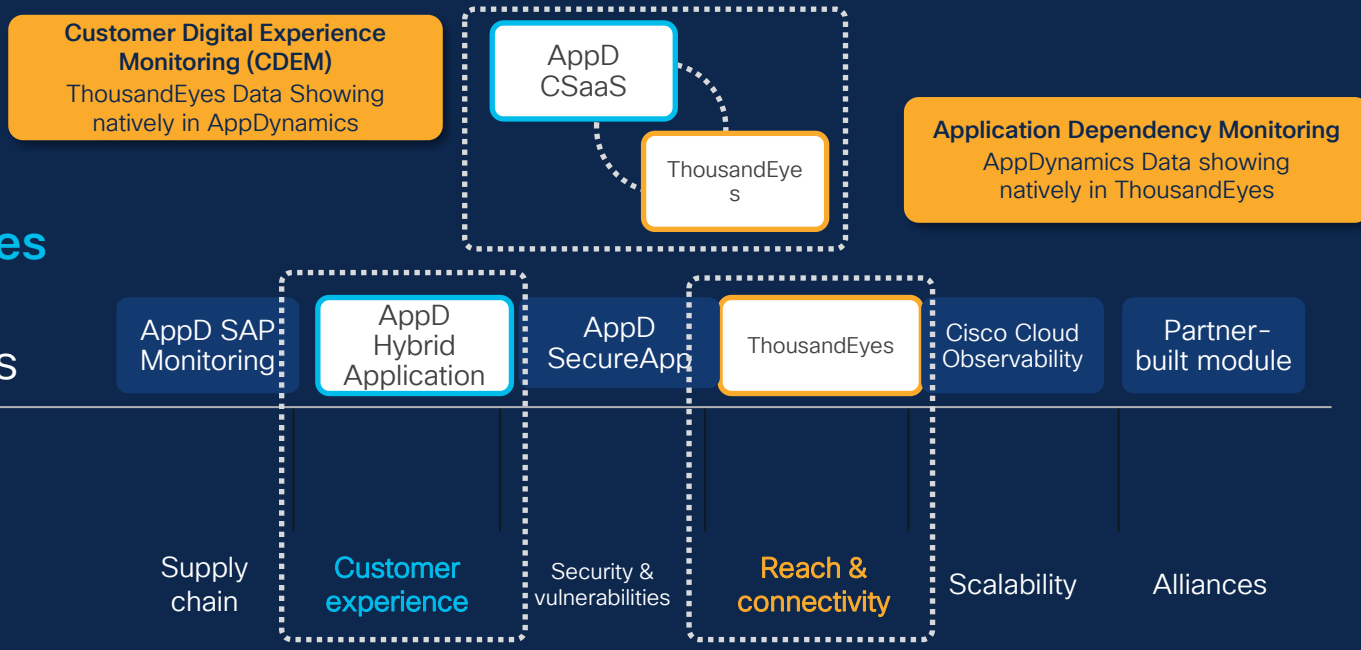 Customer Digital Experience
Monitoring (CDEM)
ThousandEyes Data Showing
natively in AppDynamics
AppD
CSaaS
ThousandEye
s
Application Dependency Monitoring
AppDynamics Data showing
natively in ThousandEyes
es
s
AppD SAP
Monitoring
AppD
Hybrid
Application
AppD
SecureApp
ThousandEyes
Cisco Cloud
Observability
Partner-
built module
Supply
chain
Customer
experience
Security &
vulnerabilities
Reach &
connectivity
Scalability
Alliances